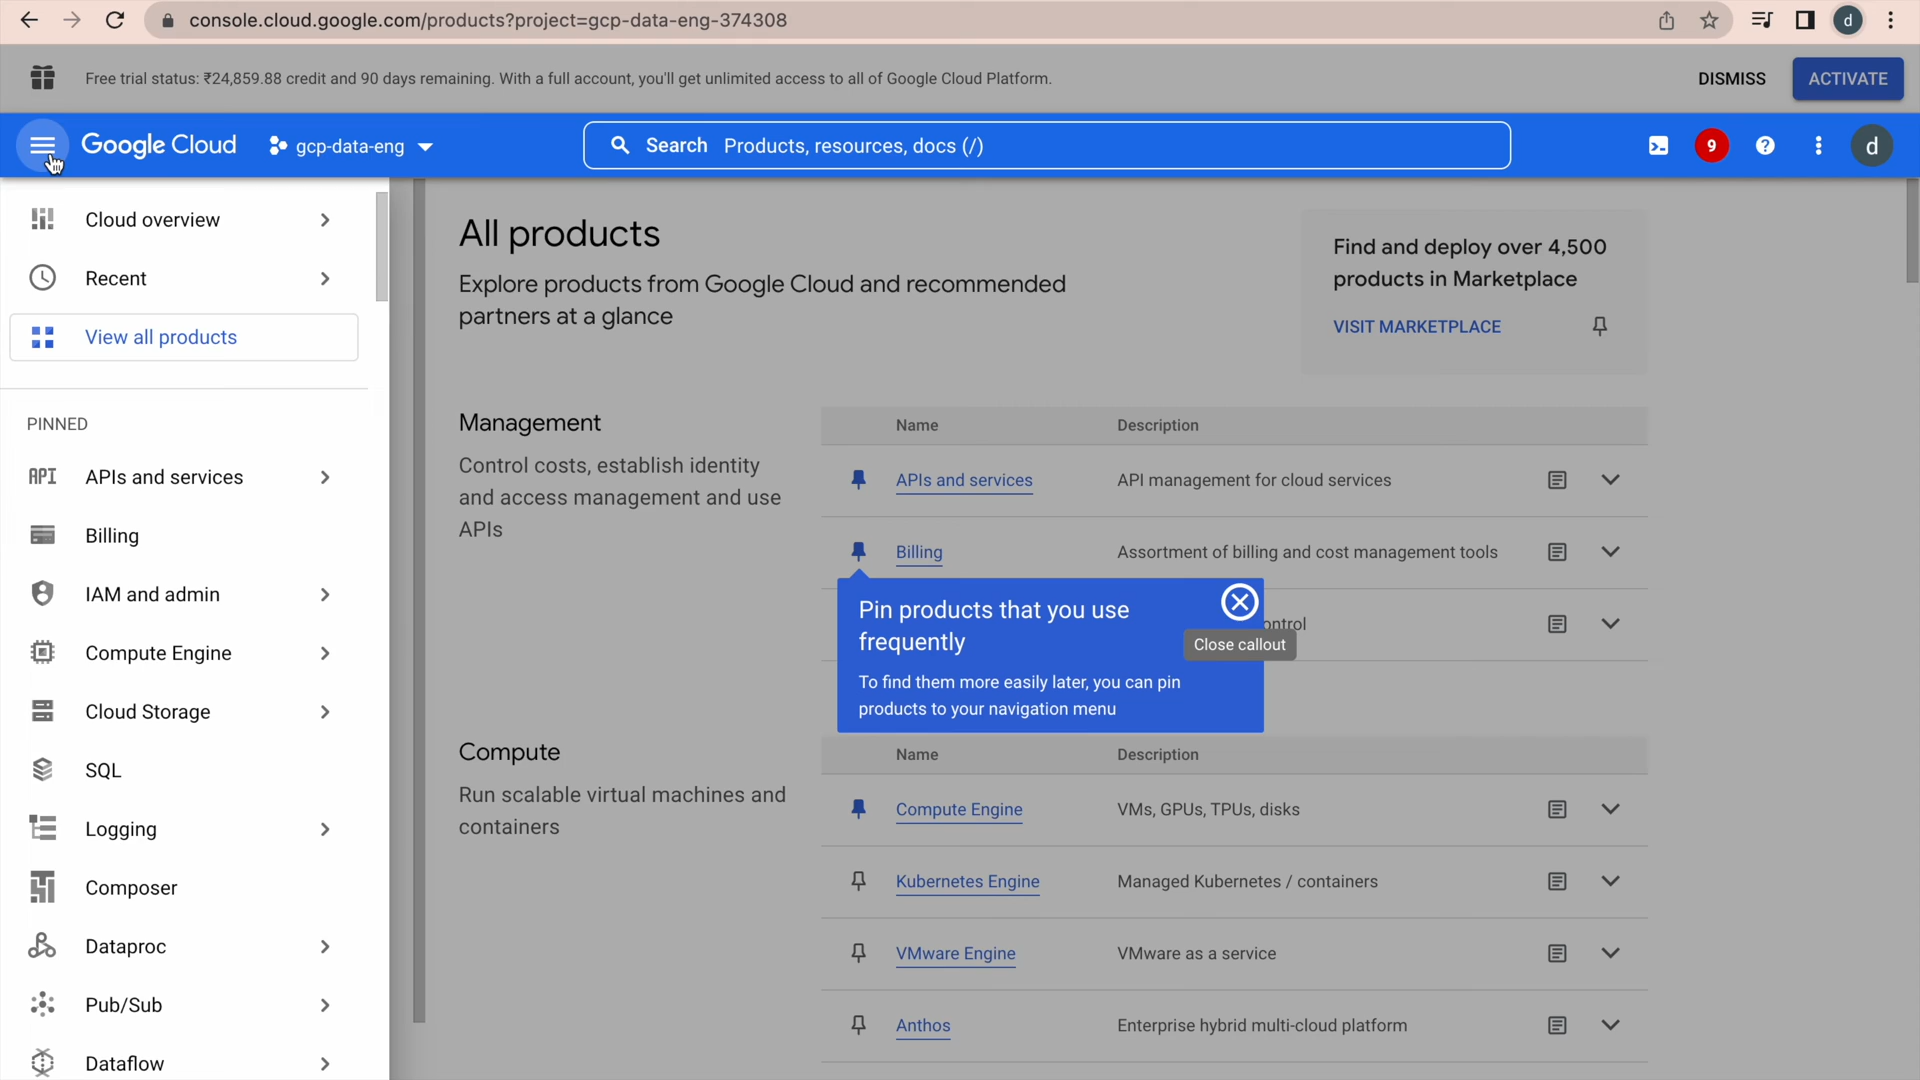 console.cloud.google.com/products?project=gcp-data-eng-374308
d
Free trial status: ₹24,859.88 credit and 90 days remaining. With a full account, you'll get unlimited access to all of Google Cloud Platform.
DISMISS
ACTIVATE
Google Cloud
gcp-data-eng
Search Products, resources, docs (/)
9
d
Cloud overview
Recent
View all products
PINNED
API APIs and services
Billing
IAM and admin
Compute Engine
Cloud Storage
SQL
Logging
Composer
Dataproc
Pub/Sub
Dataflow
All products
Explore products from Google Cloud and recommended
partners at a glance
Find and deploy over 4,500
products in Marketplace
VISIT MARKETPLACE
Management
Control costs, establish identity
and access management and use
APIs
Name Description
APIs and services API management for cloud services
Billing Assortment of billing and cost management tools
ontrol
Pin products that you use
frequently
Close callout
To find them more easily later, you can pin
products to your navigation menu
Compute
Run scalable virtual machines and
containers
Name Description
Compute Engine VMs, GPUs, TPUs, disks
Kubernetes Engine Managed Kubernetes / containers
VMware Engine VMware as a service
Anthos Enterprise hybrid multi-cloud platform